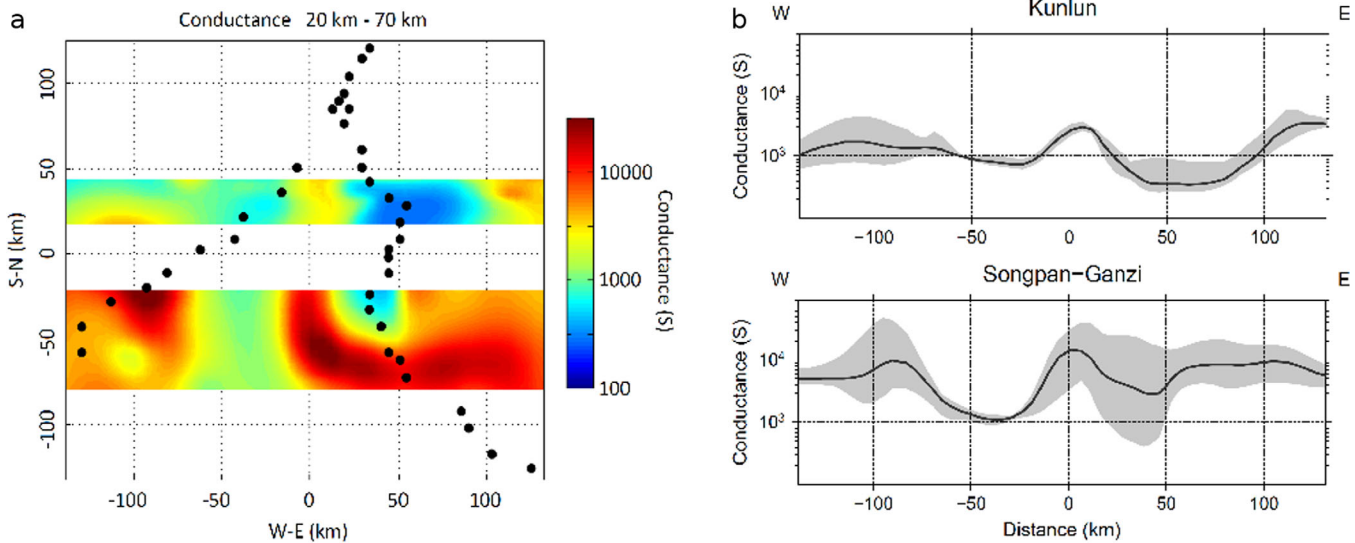 a
Conductance 20 km - 70 km
100
50
0
-50
-100
S-N (km)
-100
-50
0
50
100
W-E (km)
10000
1000
100
Conductance (S)
b
Kunlun
W
E
Conductance (S)
10⁴
10³
−100
−50
0
50
100
Songpan−Ganzi
W
E
Conductance (S)
10⁴
10³
−100
−50
0
50
100
Distance (km)